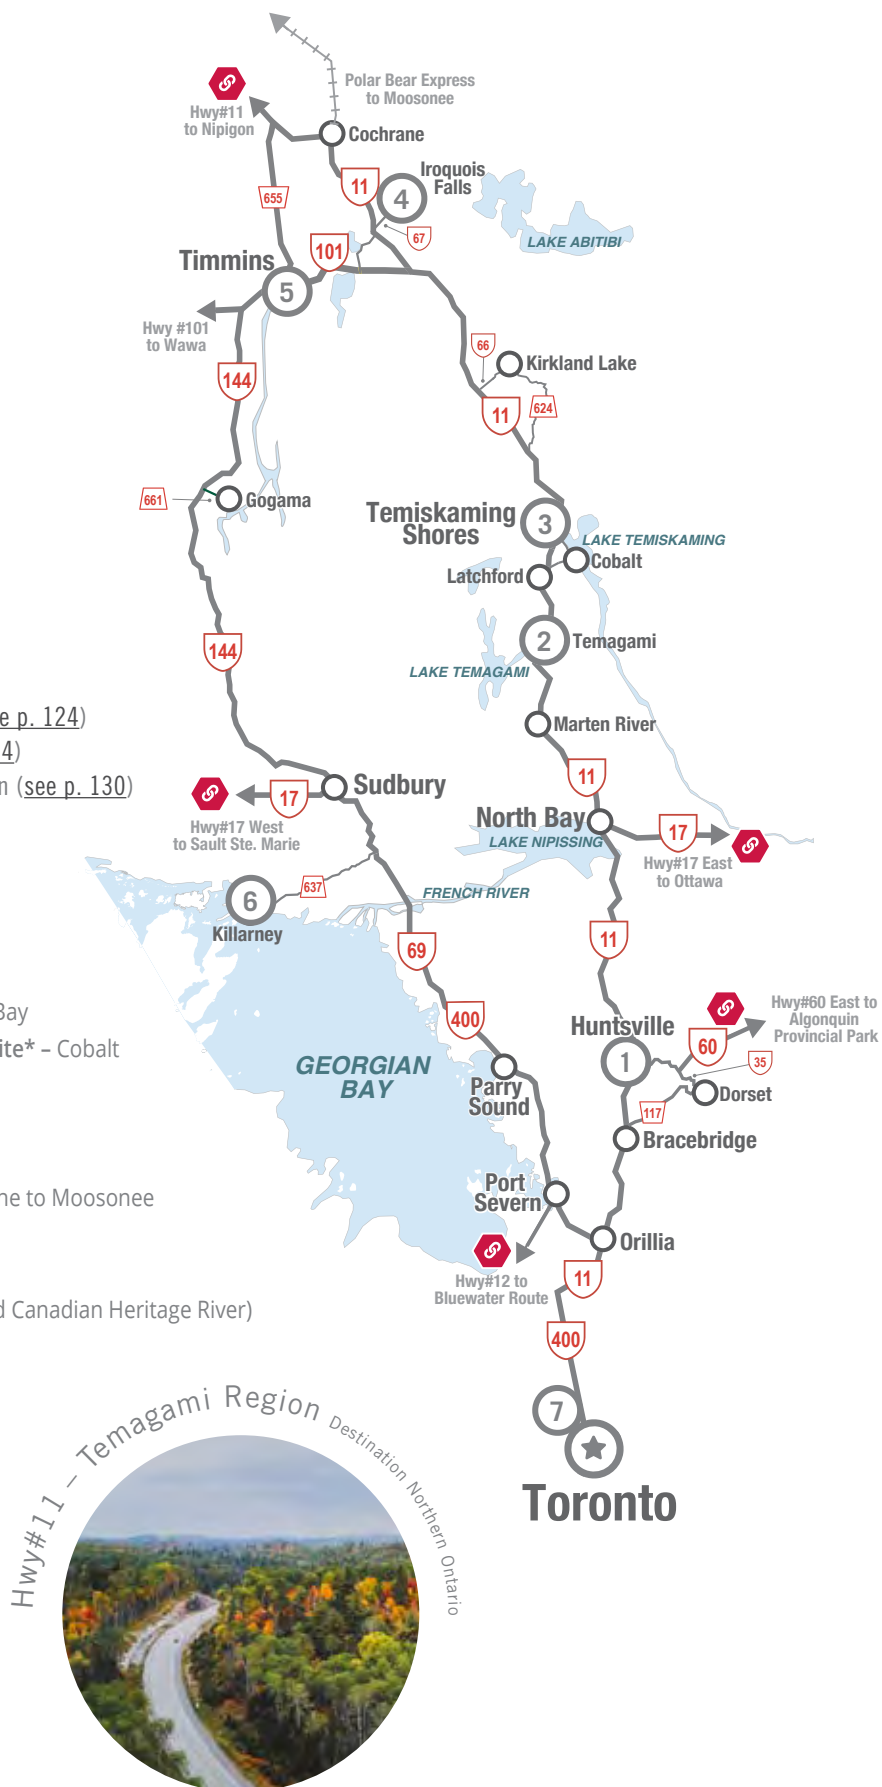 Polar Bear Express
to Moosonee
Hwy#11
to Nipigon
Cochrane
Iroquois
Falls
11
4
655
67
LAKE ABITIBI
101
Timmins
5
Hwy #101
to Wawa
66
Kirkland Lake
144
624
11
661
Gogama
Temiskaming
Shores
3
LAKE TEMISKAMING
Cobalt
Latchford
2
Temagami
144
LAKE TEMAGAMI
e p. 124)
Marten River
4)
n (see p. 130)
11
Sudbury
17
North Bay
17
Hwy#17 West
to Sault Ste. Marie
LAKE NIPISSING
Hwy#17 East
to Ottawa
637
FRENCH RIVER
6
Killarney
69
11
Bay
ite* – Cobalt
400
Huntsville
Hwy#60 East to
Algonquin
Provincial Park
60
1
35
GEORGIAN
BAY
Parry
Sound
Dorset
117
Bracebridge
ne to Moosonee
Port
Severn
Orillia
Hwy#12 to
Bluewater Route
11
d Canadian Heritage River)
400
7
Toronto
Hwy#11 – Temagami Region Destination Northern Ontario